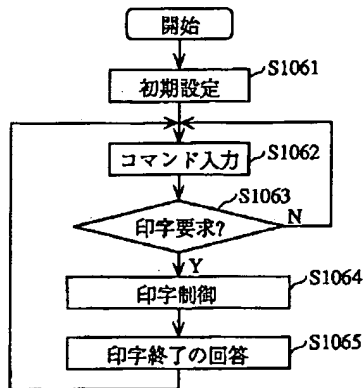 開始
S1061
初期設定
S1062
コマンド入力
S1063
印字要求?
N
Y
S1064
印字制御
S1065
印字終了の回答